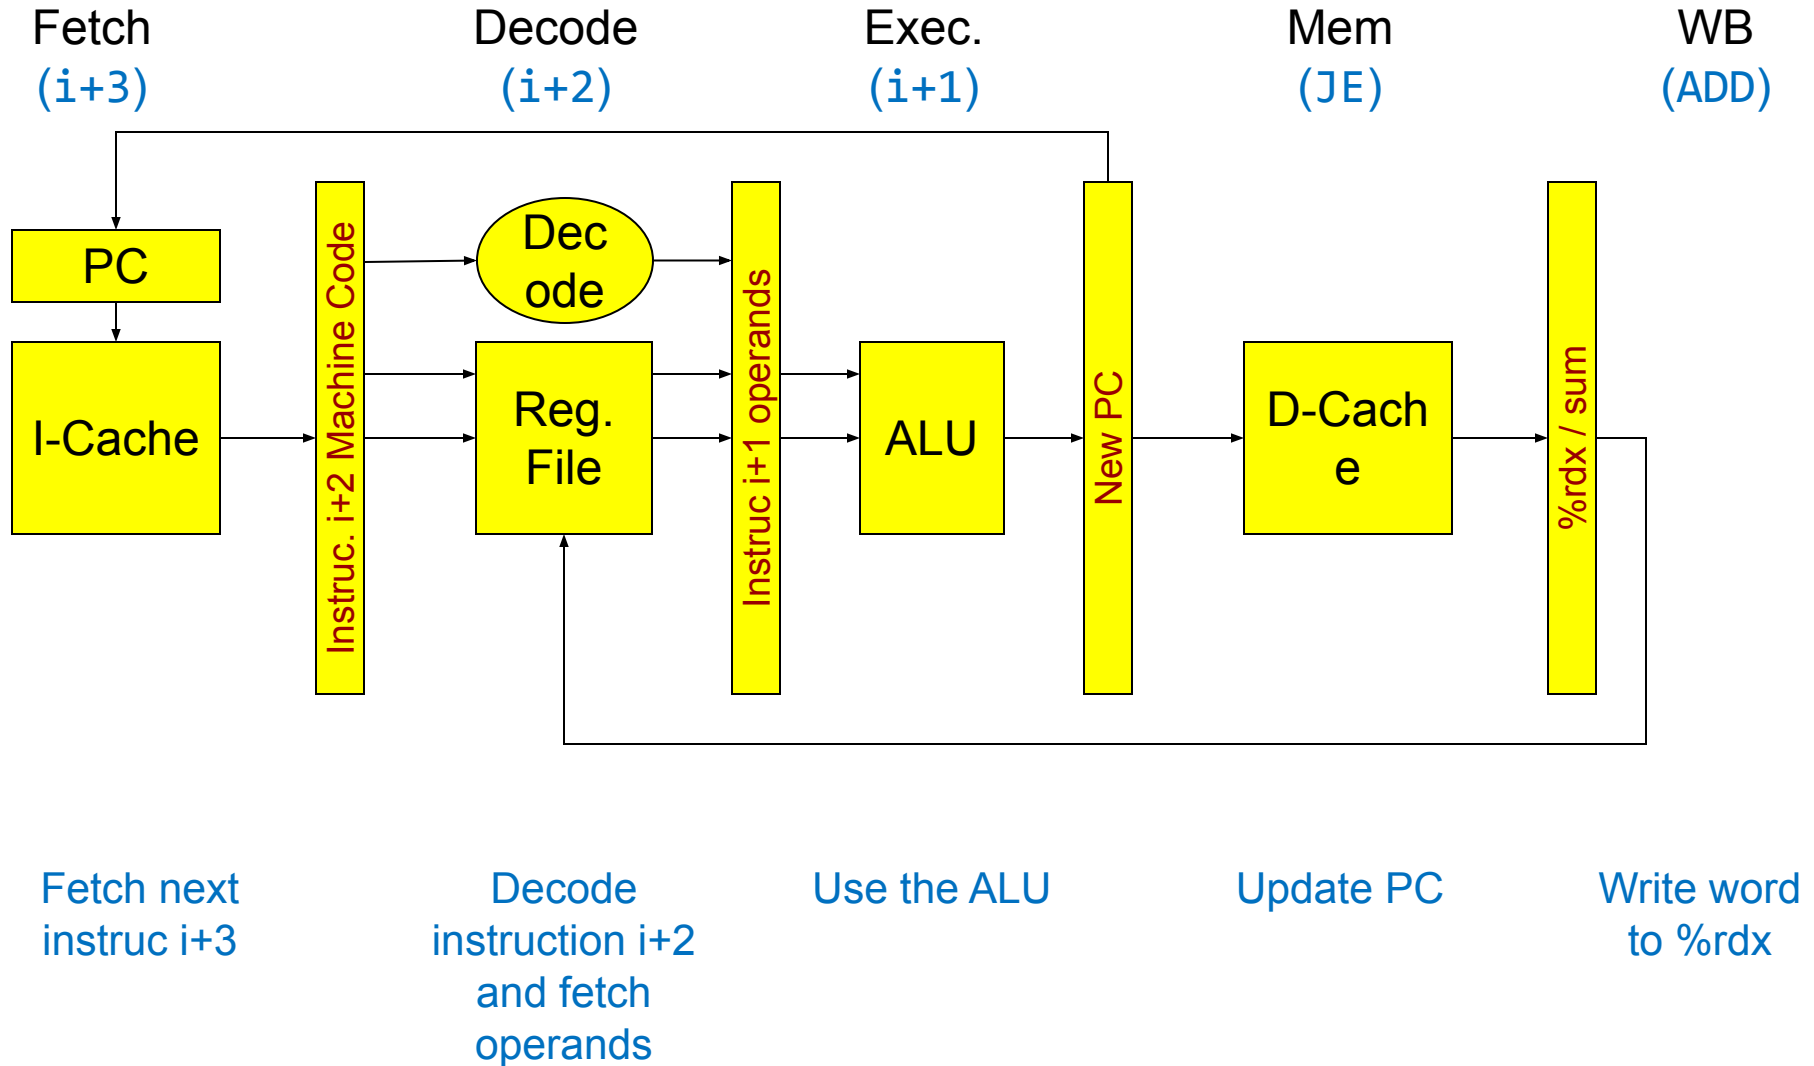 Fetch
(i+3)
Decode
(i+2)
Exec.
(i+1)
Mem
(JE)
WB
(ADD)
PC
I-Cache
Instruc. i+2 Machine Code
Dec
ode
Reg.
File
Instruc i+1 operands
ALU
New PC
D-Cach
e
%rdx / sum
Fetch next
instruc i+3
Decode
instruction i+2
and fetch
operands
Use the ALU
Update PC
Write word
to %rdx